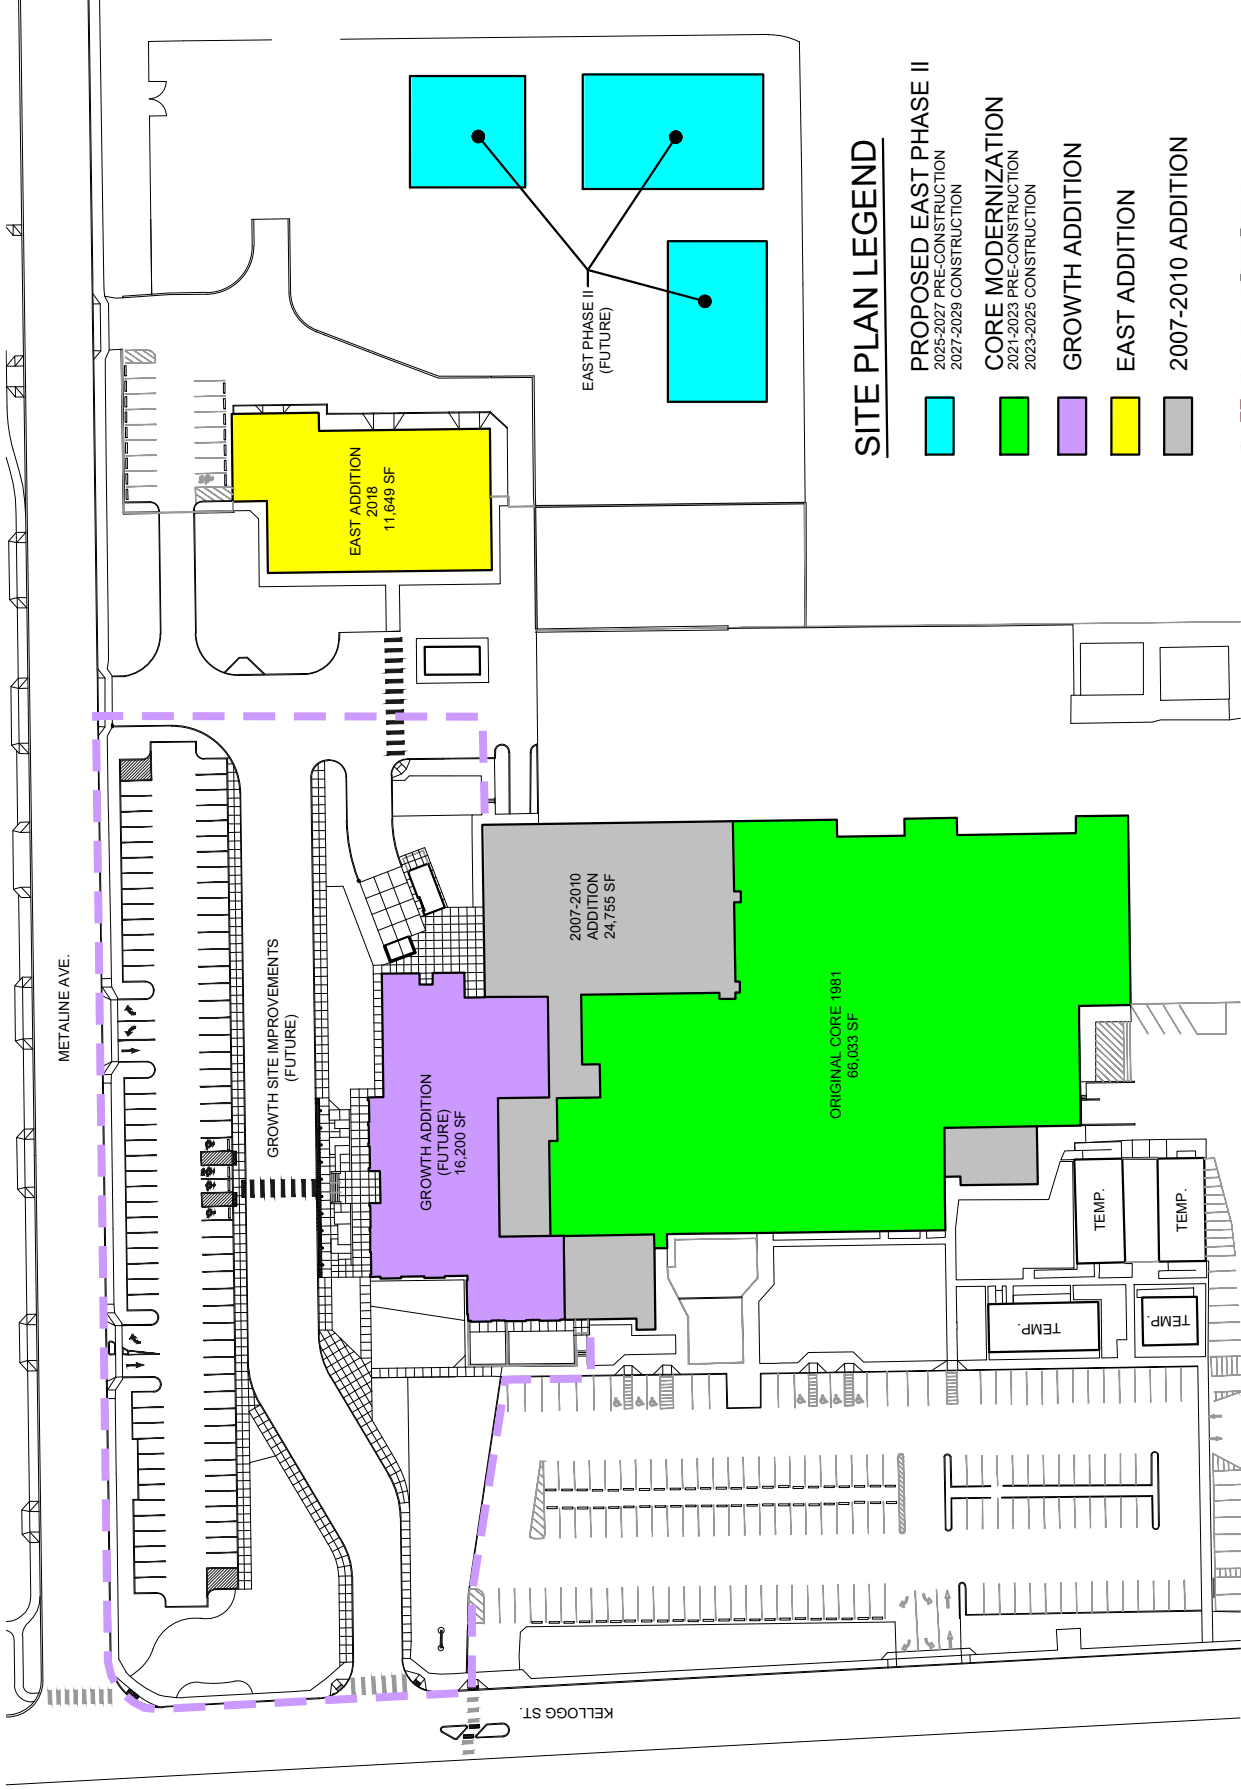 METALINE AVE.
GROWTH SITE IMPROVEMENTS
(FUTURE)
EAST ADDITION
2018
11,649 SF
EAST PHASE II
(FUTURE)
2007-2010
ADDITION
24,755 SF
GROWTH ADDITION
(FUTURE)
16,200 SF
ORIGINAL CORE 1981
66,033 SF
TEMP.
TEMP.
TEMP.
TEMP.
KELLOGG ST.
SITE PLAN LEGEND
PROPOSED EAST PHASE II
2025-2027 PRE-CONSTRUCTION
2027-2029 CONSTRUCTION
CORE MODERNIZATION
2021-2023 PRE-CONSTRUCTION
2023-2025 CONSTRUCTION
GROWTH ADDITION
EAST ADDITION
2007-2010 ADDITION